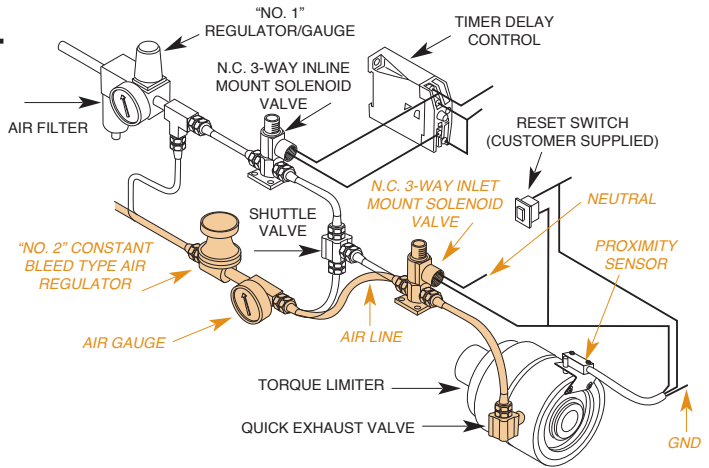 “NO. 1”
REGULATOR/GAUGE
TIMER DELAY
CONTROL
N.C. 3-WAY INLINE
MOUNT SOLENOID
VALVE
AIR FILTER
RESET SWITCH
(CUSTOMER SUPPLIED)
N.C. 3-WAY INLET
MOUNT SOLENOID
VALVE
NEUTRAL
SHUTTLE
VALVE
“NO. 2” CONSTANT
BLEED TYPE AIR
REGULATOR
PROXIMITY
SENSOR
AIR GAUGE
AIR LINE
TORQUE LIMITER
QUICK EXHAUST VALVE
GND